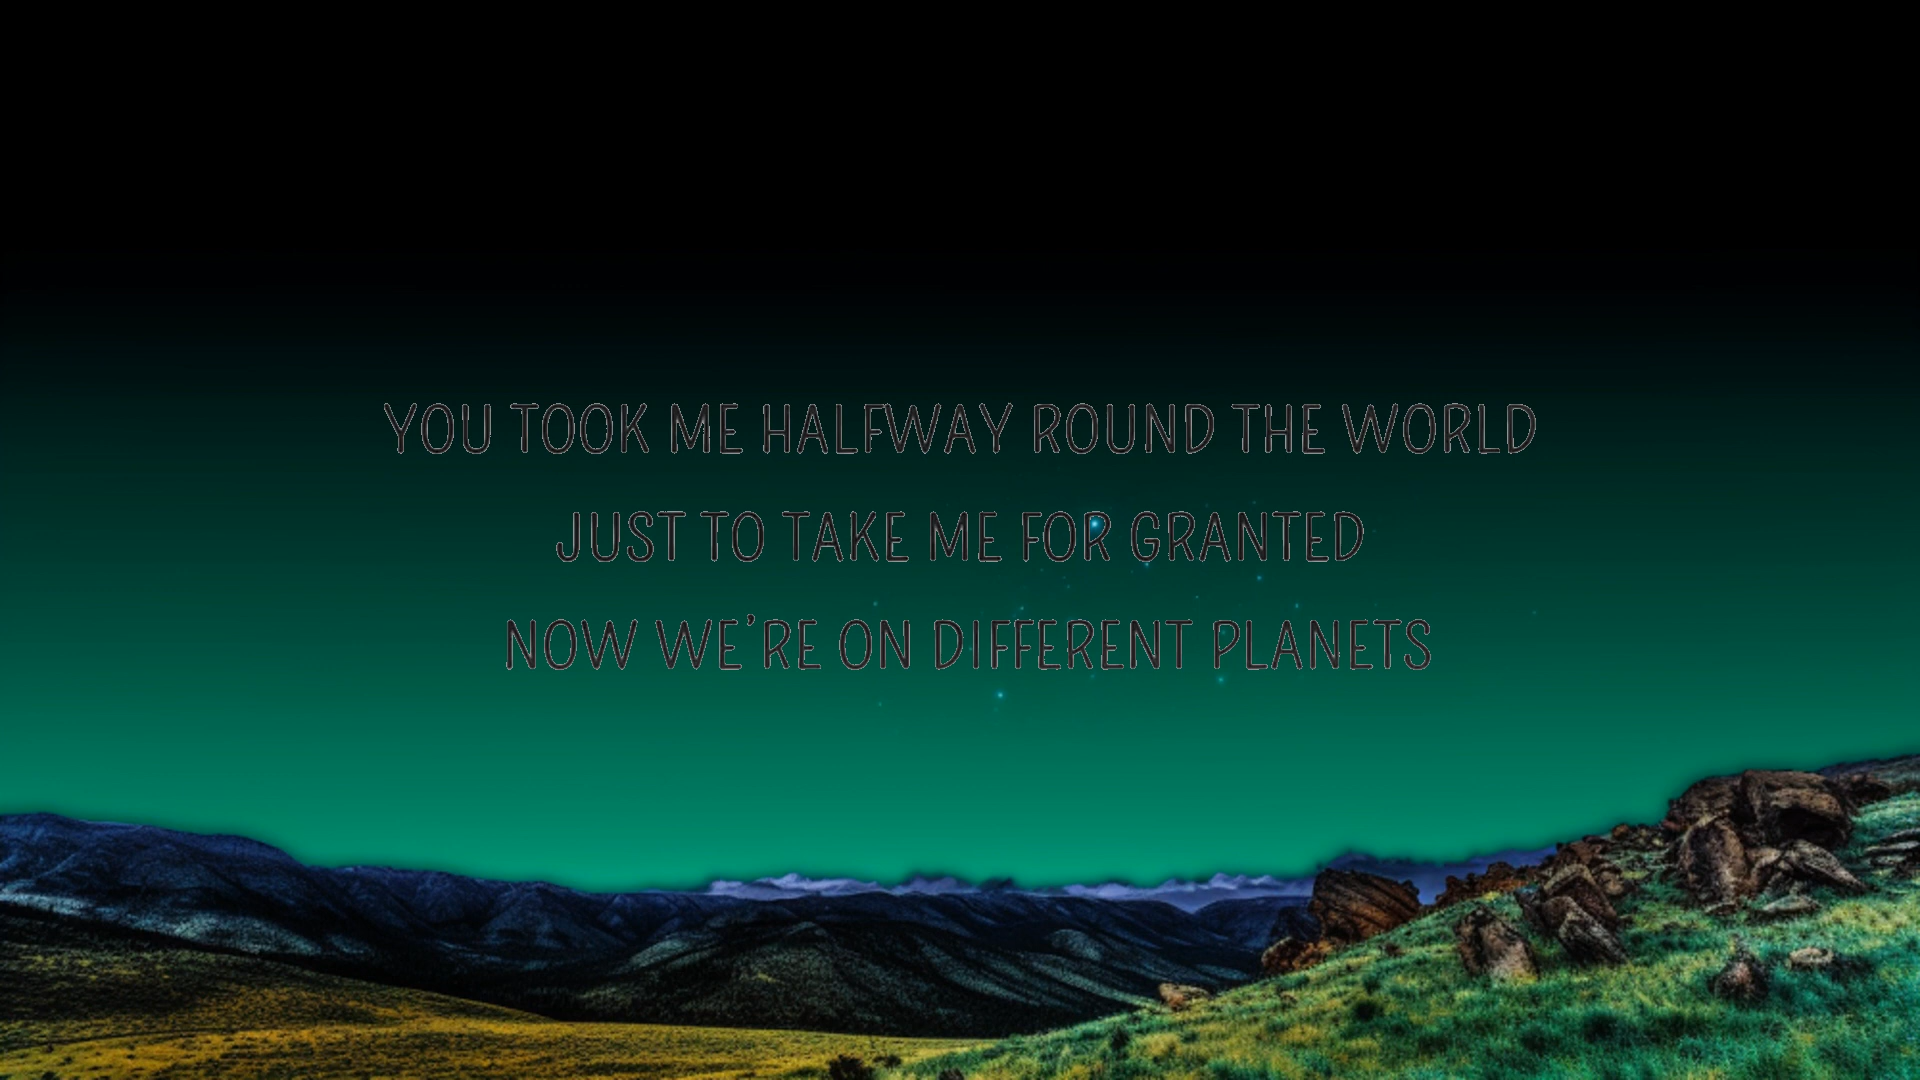 YOU TOOK ME HALFWAY ROUND THE WORLD
JUST TO TAKE ME FOR GRANTED
NOW WE’RE ON DIFFERENT PLANETS